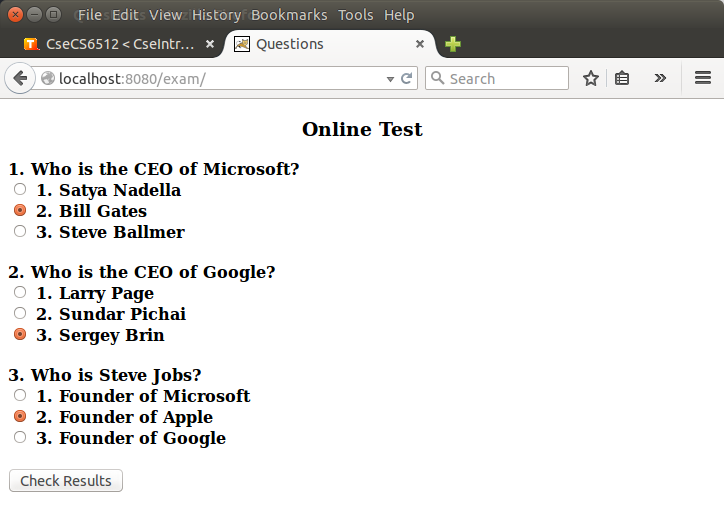 File Edit View History Bookmarks Tools Help
CseCS6512 < CseIntr... × Questions ×
localhost:8080/exam/ Search
Online Test
1. Who is the CEO of Microsoft?
1. Satya Nadella
2. Bill Gates
3. Steve Ballmer
2. Who is the CEO of Google?
1. Larry Page
2. Sundar Pichai
3. Sergey Brin
3. Who is Steve Jobs?
1. Founder of Microsoft
2. Founder of Apple
3. Founder of Google
Check Results